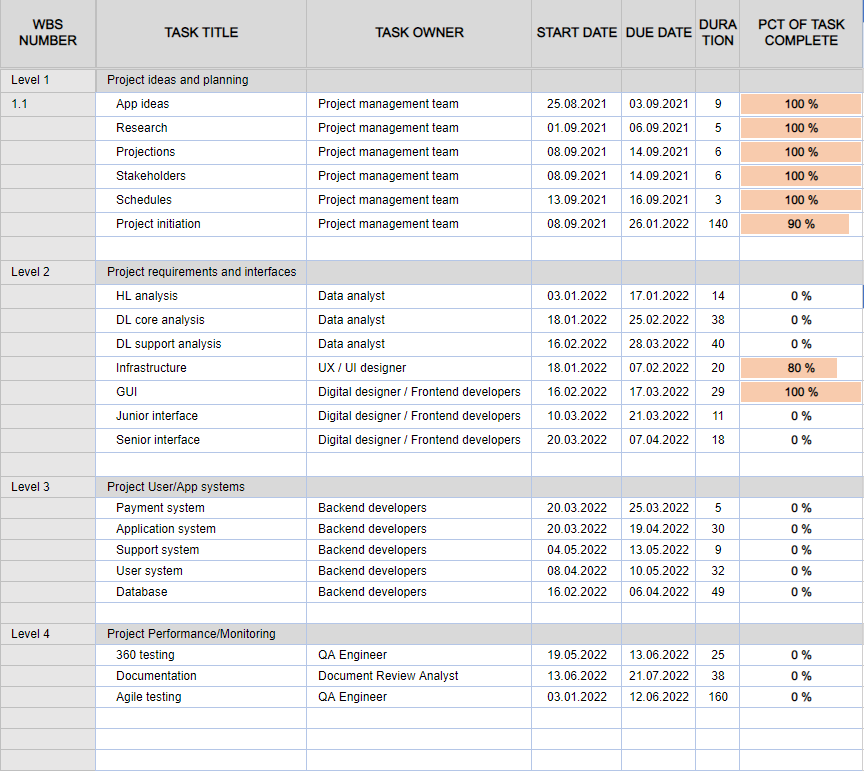 WBS NUMBER TASK TITLE TASK OWNER START DATE DUE DATE DURA TION PCT OF TASK COMPLETE
Level 1 Project ideas and planning
1.1 App ideas Project management team 25.08.2021 03.09.2021 9 100 %
Research Project management team 01.09.2021 06.09.2021 5 100 %
Projections Project management team 08.09.2021 14.09.2021 6 100 %
Stakeholders Project management team 08.09.2021 14.09.2021 6 100 %
Schedules Project management team 13.09.2021 16.09.2021 3 100 %
Project initiation Project management team 08.09.2021 26.01.2022 140 90 %
Level 2 Project requirements and interfaces
HL analysis Data analyst 03.01.2022 17.01.2022 14 0 %
DL core analysis Data analyst 18.01.2022 25.02.2022 38 0 %
DL support analysis Data analyst 16.02.2022 28.03.2022 40 0 %
Infrastructure UX / UI designer 18.01.2022 07.02.2022 20 80 %
GUI Digital designer / Frontend developers 16.02.2022 17.03.2022 29 100 %
Junior interface Digital designer / Frontend developers 10.03.2022 21.03.2022 11 0 %
Senior interface Digital designer / Frontend developers 20.03.2022 07.04.2022 18 0 %
Level 3 Project User/App systems
Payment system Backend developers 20.03.2022 25.03.2022 5 0 %
Application system Backend developers 20.03.2022 19.04.2022 30 0 %
Support system Backend developers 04.05.2022 13.05.2022 9 0 %
User system Backend developers 08.04.2022 10.05.2022 32 0 %
Database Backend developers 16.02.2022 06.04.2022 49 0 %
Level 4 Project Performance/Monitoring
360 testing QA Engineer 19.05.2022 13.06.2022 25 0 %
Documentation Document Review Analyst 13.06.2022 21.07.2022 38 0 %
Agile testing QA Engineer 03.01.2022 12.06.2022 160 0 %